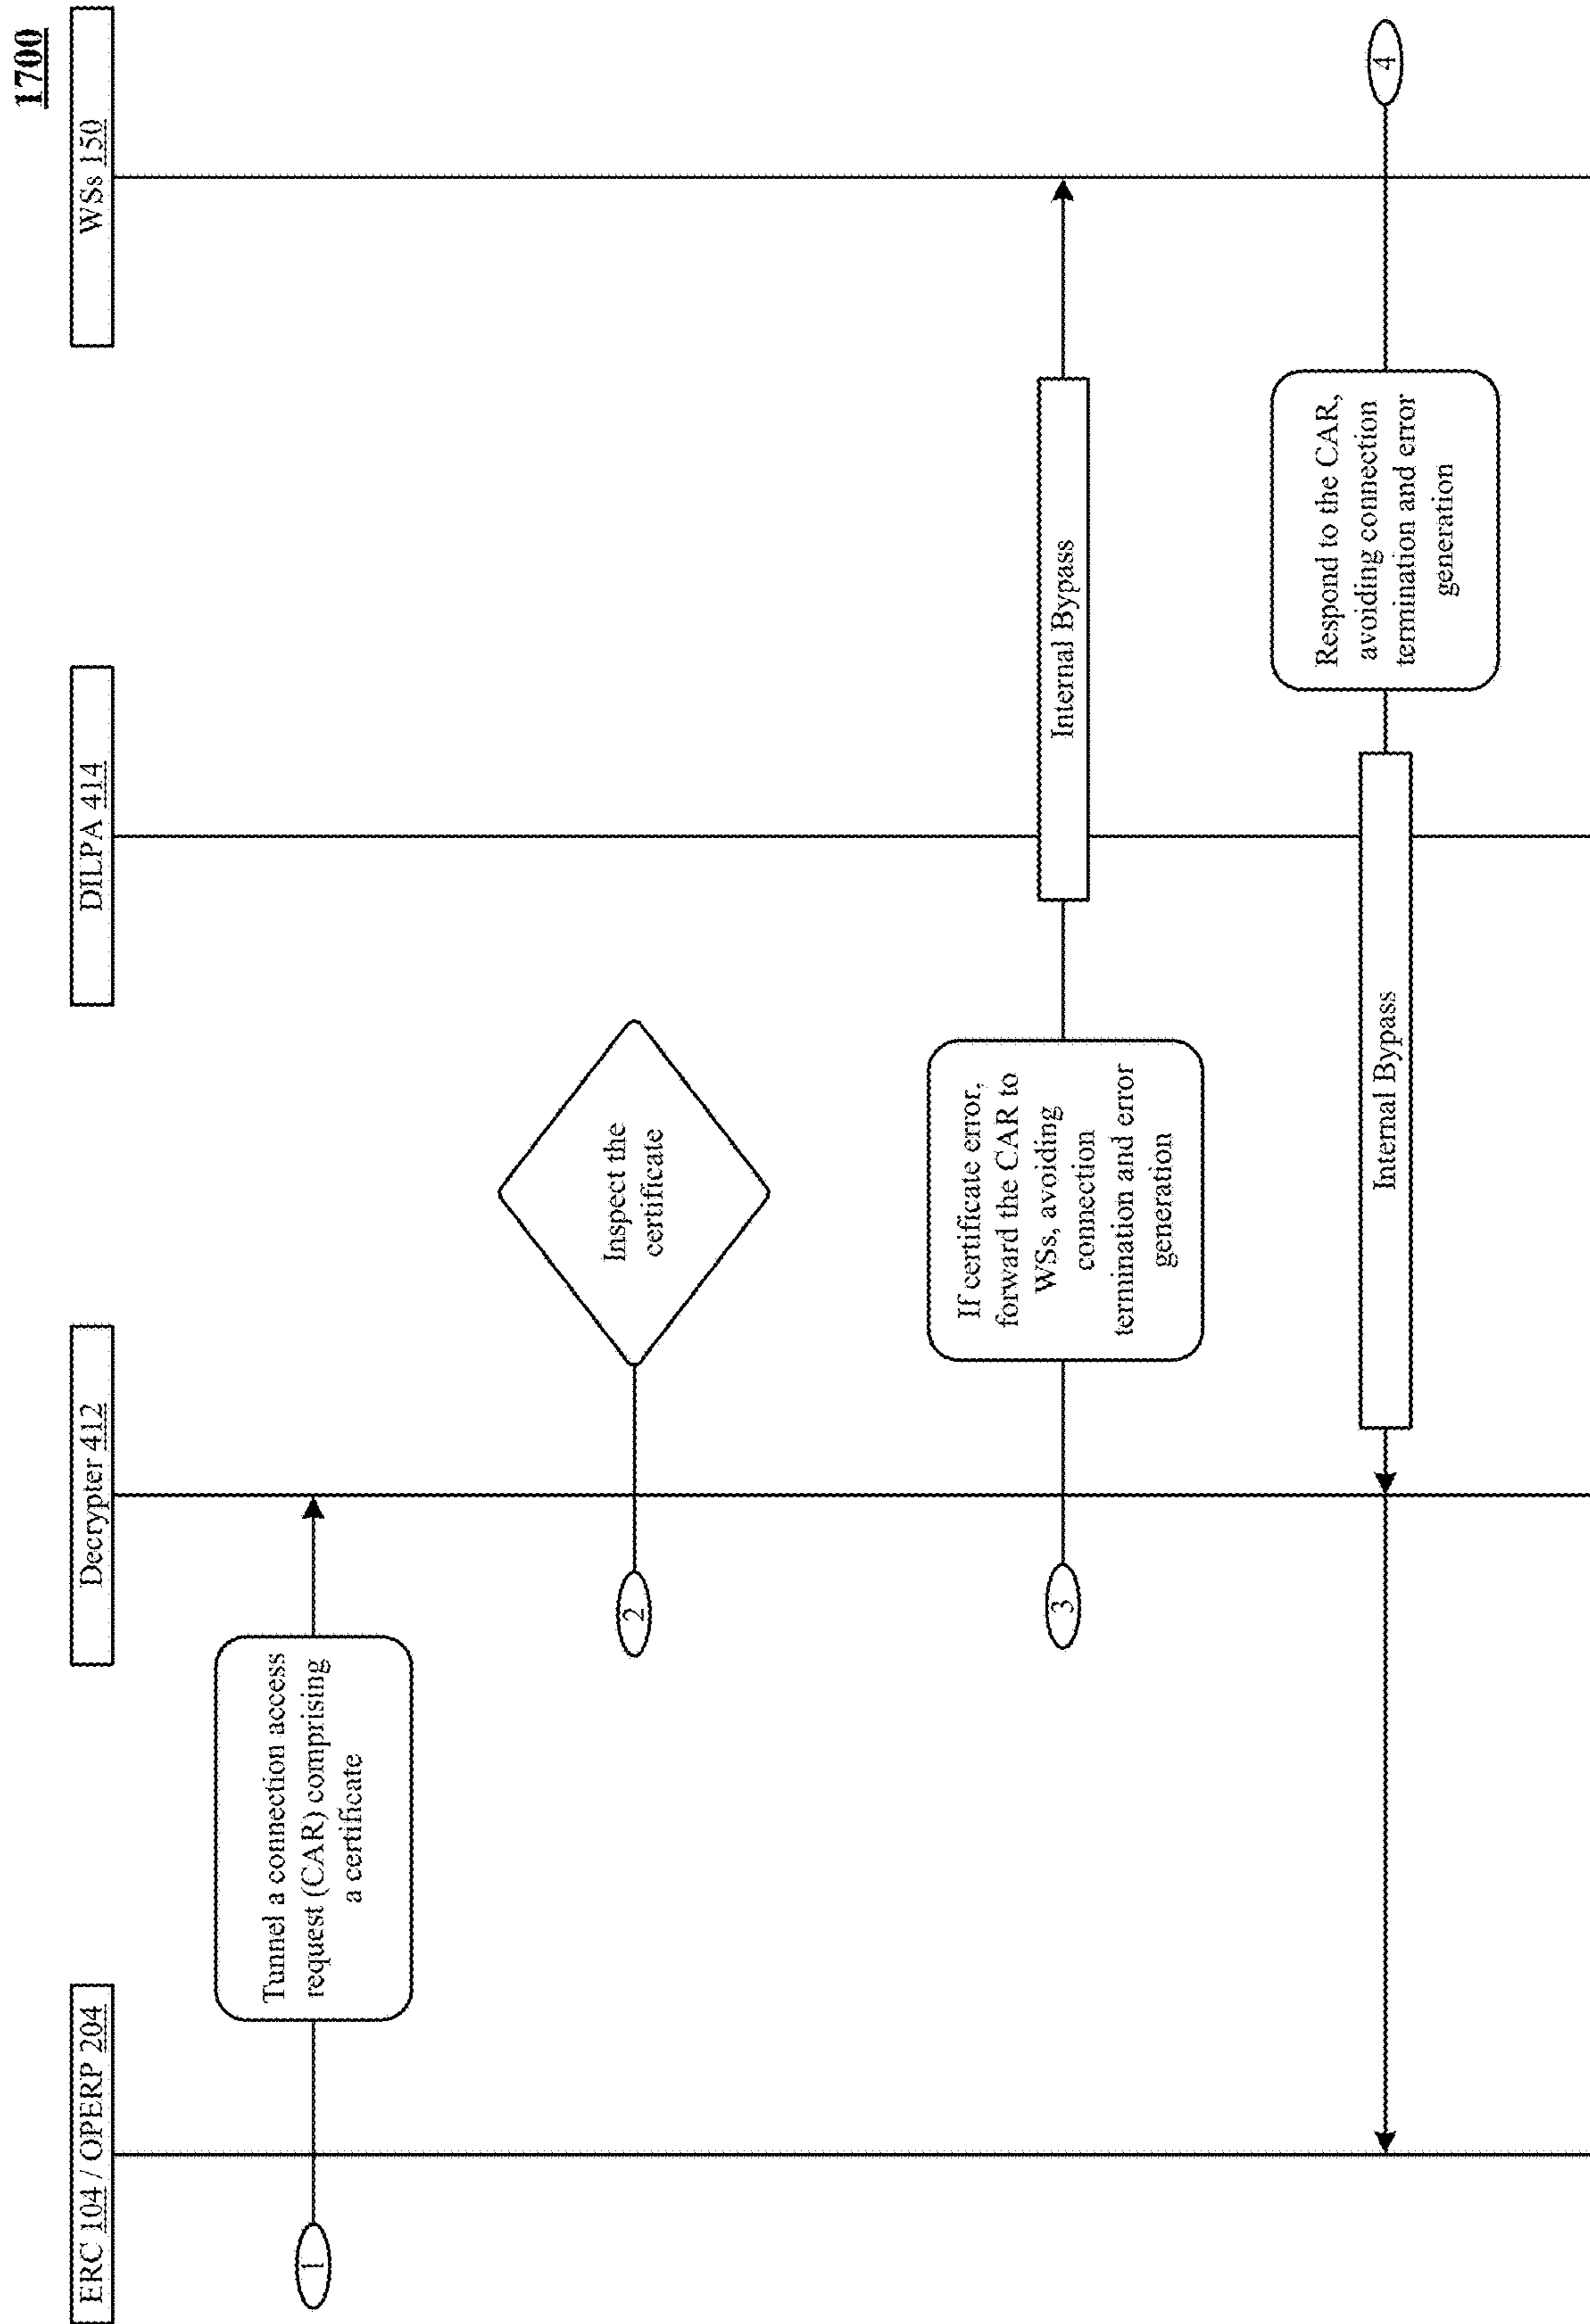 1700
ERC 104 / OPERP 204
Decrypter 412
DILPA 414
WSs 150
1
Tunnel a connection access
request (CAR) comprising
a certificate
2
Inspect the
certificate
3
If certificate error,
forward the CAR to
WSs, avoiding
connection
termination and error
generation
Internal Bypass
4
Respond to the CAR,
avoiding connection
termination and error
generation
Internal Bypass